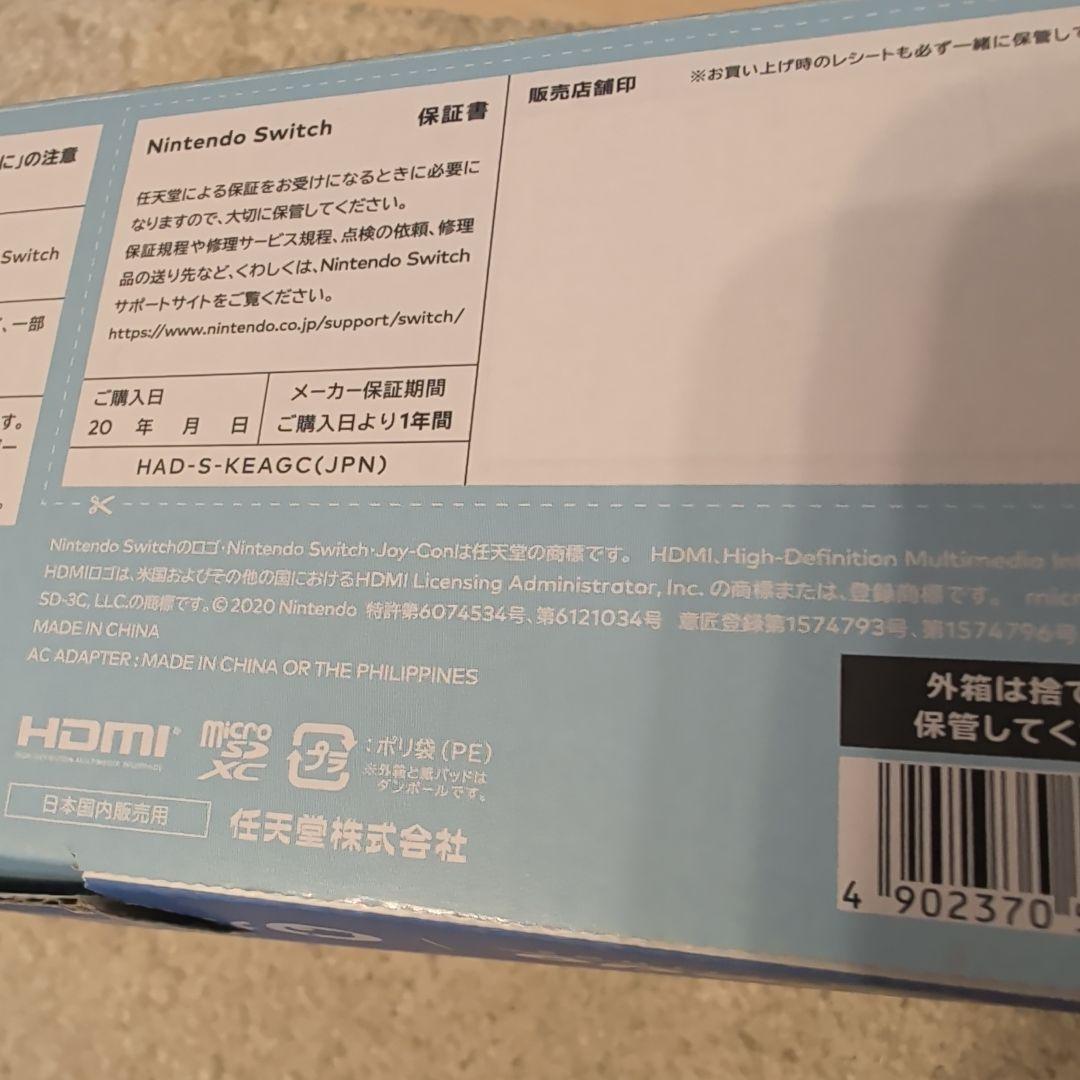 に」の注意
Switch
、一部
す。
Nintendo Switch 保証書
任天堂による保証をお受けになるときに必要に
なりますので、大切に保管してください。
保証規程や修理サービス規程、点検の依頼、修理
品の送り先など、くわしくは、Nintendo Switch
サポートサイトをご覧ください。
https://www.nintendo.co.jp/support/switch/
ご購入日
20 年 月 日
メーカー保証期間
ご購入日より1年間
HAD-S-KEAGC(JPN)
販売店舗印
※お買い上げ時のレシートも必ず一緒に保管して
Nintendo Switchのロゴ・Nintendo Switch・Joy-Conは任天堂の商標です。 HDMI、High-Definition Multimedia
HDMIロゴは、米国およびその他の国におけるHDMI Licensing Administrator, Inc. の商標または、登録商標です。
SD-3C, LLC.の商標です。© 2020 Nintendo 特許第6074534号、第6121034号 意匠登録第1574793号、第1574796号
MADE IN CHINA
AC ADAPTER : MADE IN CHINA OR THE PHILIPPINES
HDMI
HIGH-DEFINITION MULTIMEDIA INTERFACE
micro
SD
XC
プラ
:ポリ袋(PE)
※外箱と紙パッドは
ダンボールです。
日本国内販売用
任天堂株式会社
外箱は捨て
保管してく
4 902370